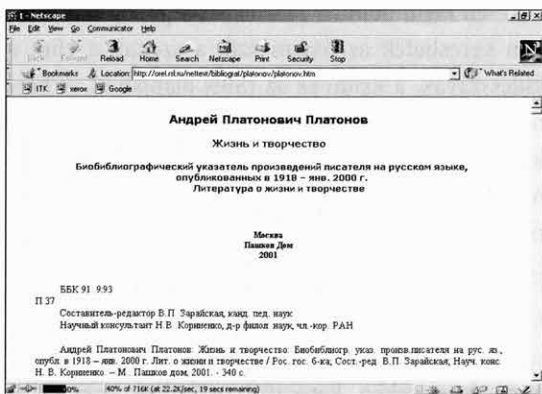 1 - Netscape
File Edit View Go Communicator Help
Back Forward Reload Home Search Netscape Print Security Stop
Bookmarks Location: http://orel.rsl.ru/nettext/bibliograf/platonov/platonov.htm What's Related
ITK xerox Google
Андрей Платонович Платонов
Жизнь и творчество
Биобиблиографический указатель произведений писателя на русском языке,
опубликованных в 1918 – янв. 2000 г.
Литература о жизни и творчестве
Москва
Пашков Дом
2001
ББК 91 9:93
П 37
Составитель-редактор В.П. Зарайская, канд. пед. наук
Научный консультант Н.В. Корниенко, д-р филол. наук, чл.-кор. РАН
Андрей Платонович Платонов: Жизнь и творчество: Биобиблиогр. указ. произв. писателя на рус. яз.,
опубл. в 1918 – янв. 2000 г. Лит. о жизни и творчестве / Рос. гос. б-ка; Сост.-ред. В.П. Зарайская, Науч. конс.
Н. В. Корниенко. – М.: Пашков дом, 2001. - 340 с.
40% of 716K (at 22.2K/sec, 19 secs remaining)